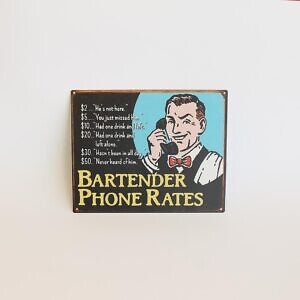 $2...."He's not here."
$5...."You just missed him."
$10..."Had one drink and left."
$20..."Had one drink and
left alone."
$30..."Hasn't been in all day."
$60..."Never heard of him.
BARTENDER
PHONE RATES